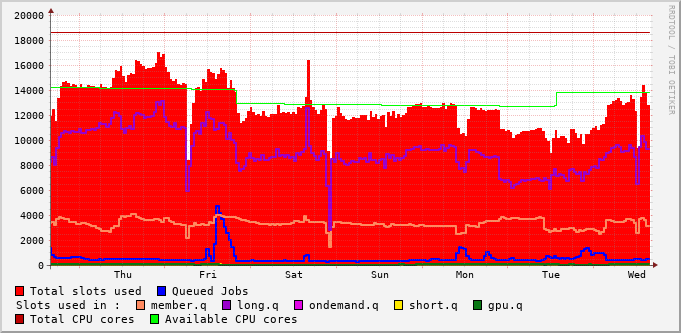 20000
18000
16000
14000
12000
10000
8000
6000
4000
2000
0
Thu Fri Sat Sun Mon Tue Wed
RRDTOOL / TOBI OETIKER
Total slots used Queued Jobs
Slots used in : member.q long.q ondemand.q short.q gpu.q
Total CPU cores Available CPU cores